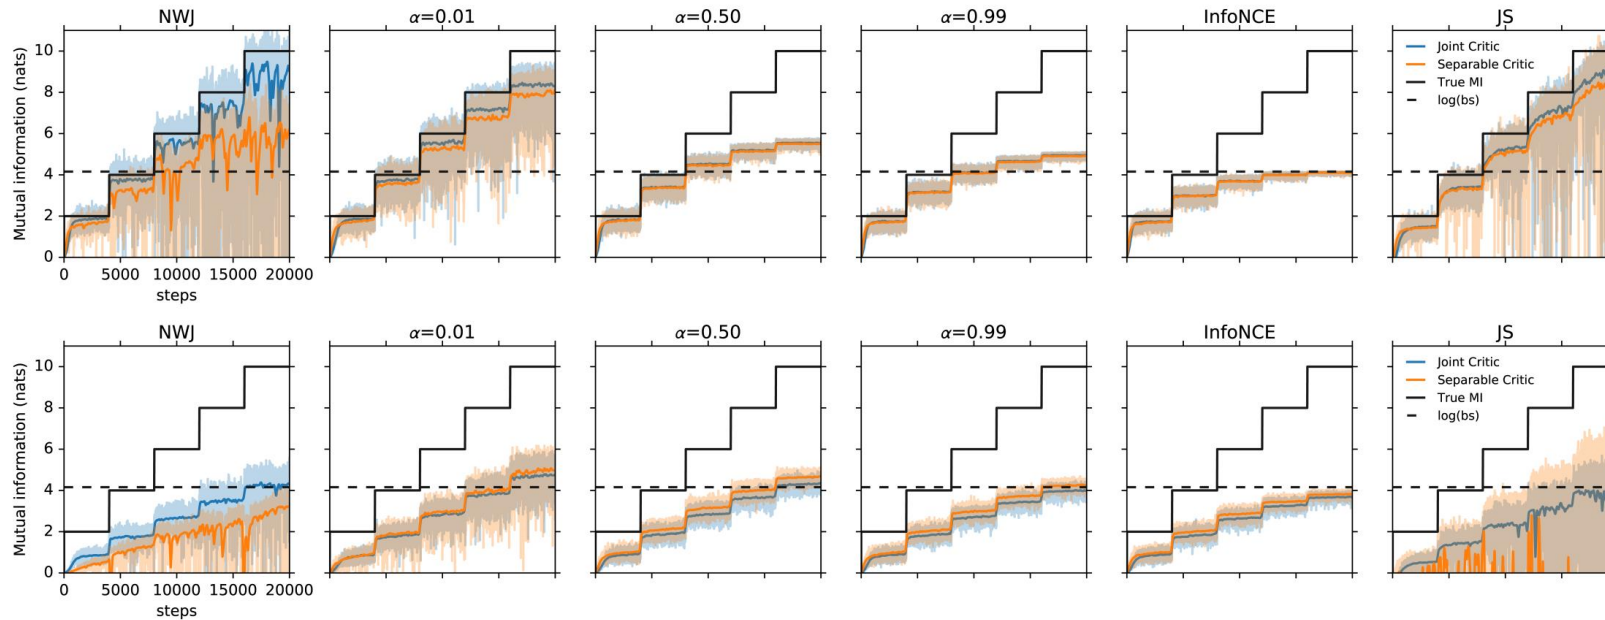 NWJ
α=0.01
α=0.50
α=0.99
InfoNCE
JS
Mutual information (nats)
10
8
6
4
2
0
0 5000 10000 15000 20000
steps
Joint Critic
Separable Critic
True MI
log(bs)
NWJ
α=0.01
α=0.50
α=0.99
InfoNCE
JS
Mutual information (nats)
10
8
6
4
2
0
0 5000 10000 15000 20000
steps
Joint Critic
Separable Critic
True MI
log(bs)